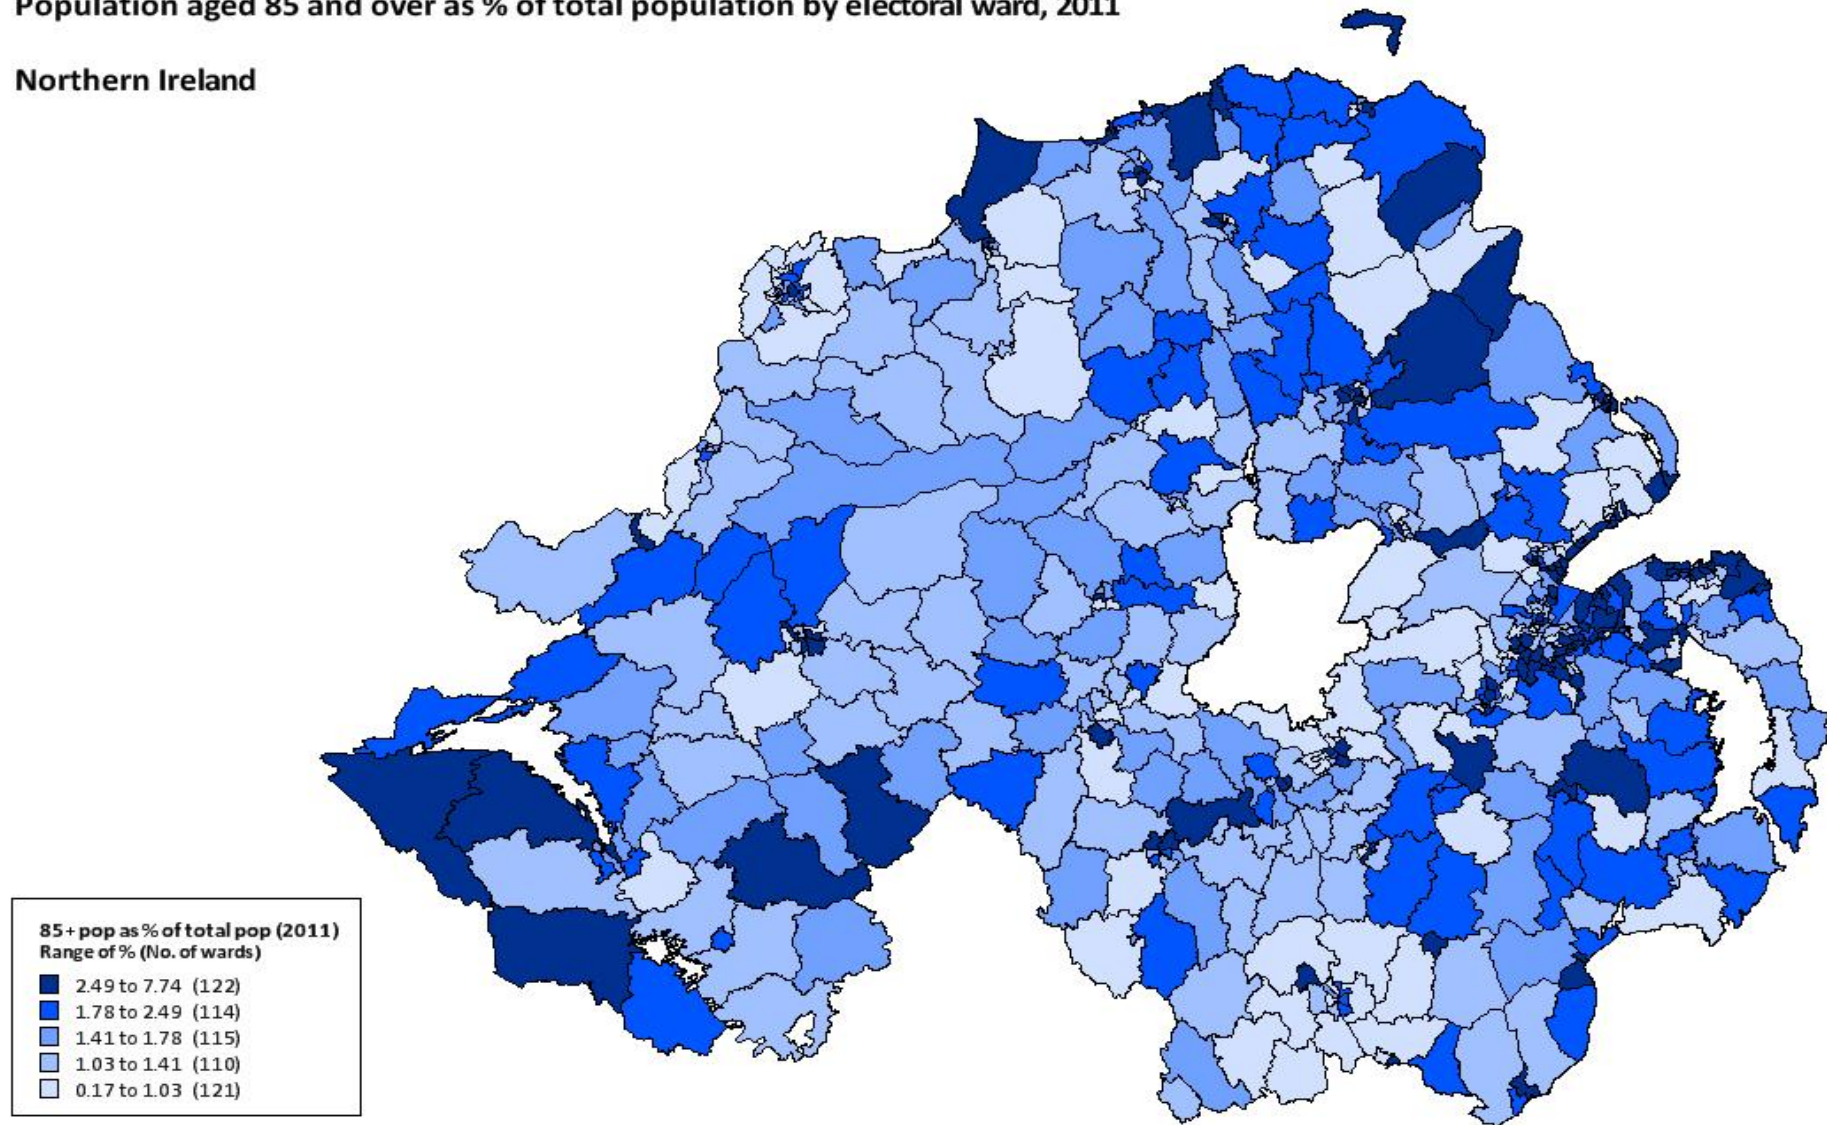 Population aged 85 and over as % of total population by electoral ward, 2011
Northern Ireland
85+ pop as % of total pop (2011)
Range of % (No. of wards)
2.49 to 7.74 (122)
1.78 to 2.49 (114)
1.41 to 1.78 (115)
1.03 to 1.41 (110)
0.17 to 1.03 (121)